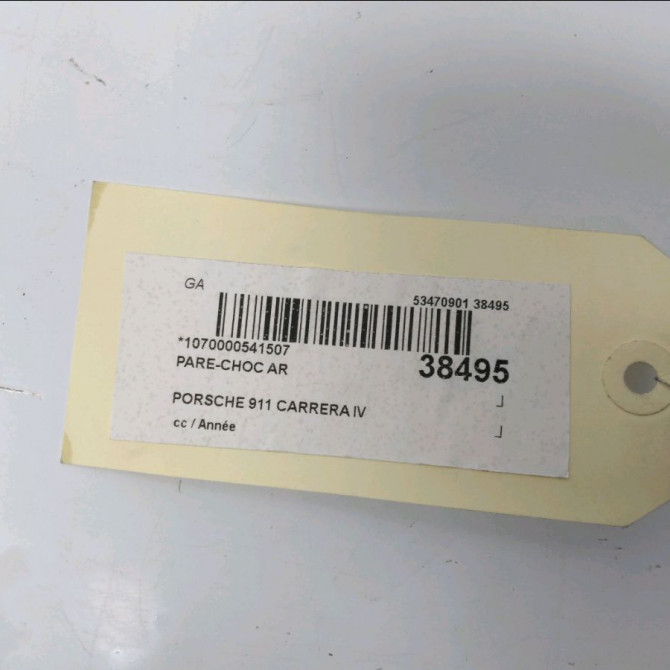 GA
53470901 38495
*1070000541507
38495
PARE-CHOC AR
PORSCHE 911 CARRERA IV
cc / Année